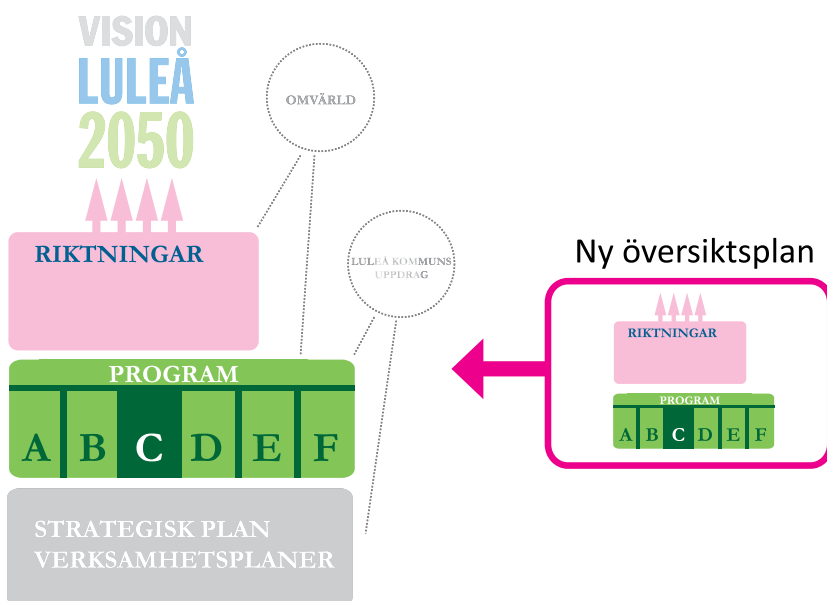 VISION
LULEÅ
2050
OMVÄRLD
RIKTNINGAR
LULEÅ KOMMUNS
UPPDRAG
PROGRAM
A B C D E F
STRATEGISK PLAN
VERKSAMHETSPLANER
Ny översiktsplan
RIKTNINGAR
PROGRAM
A B C D E F